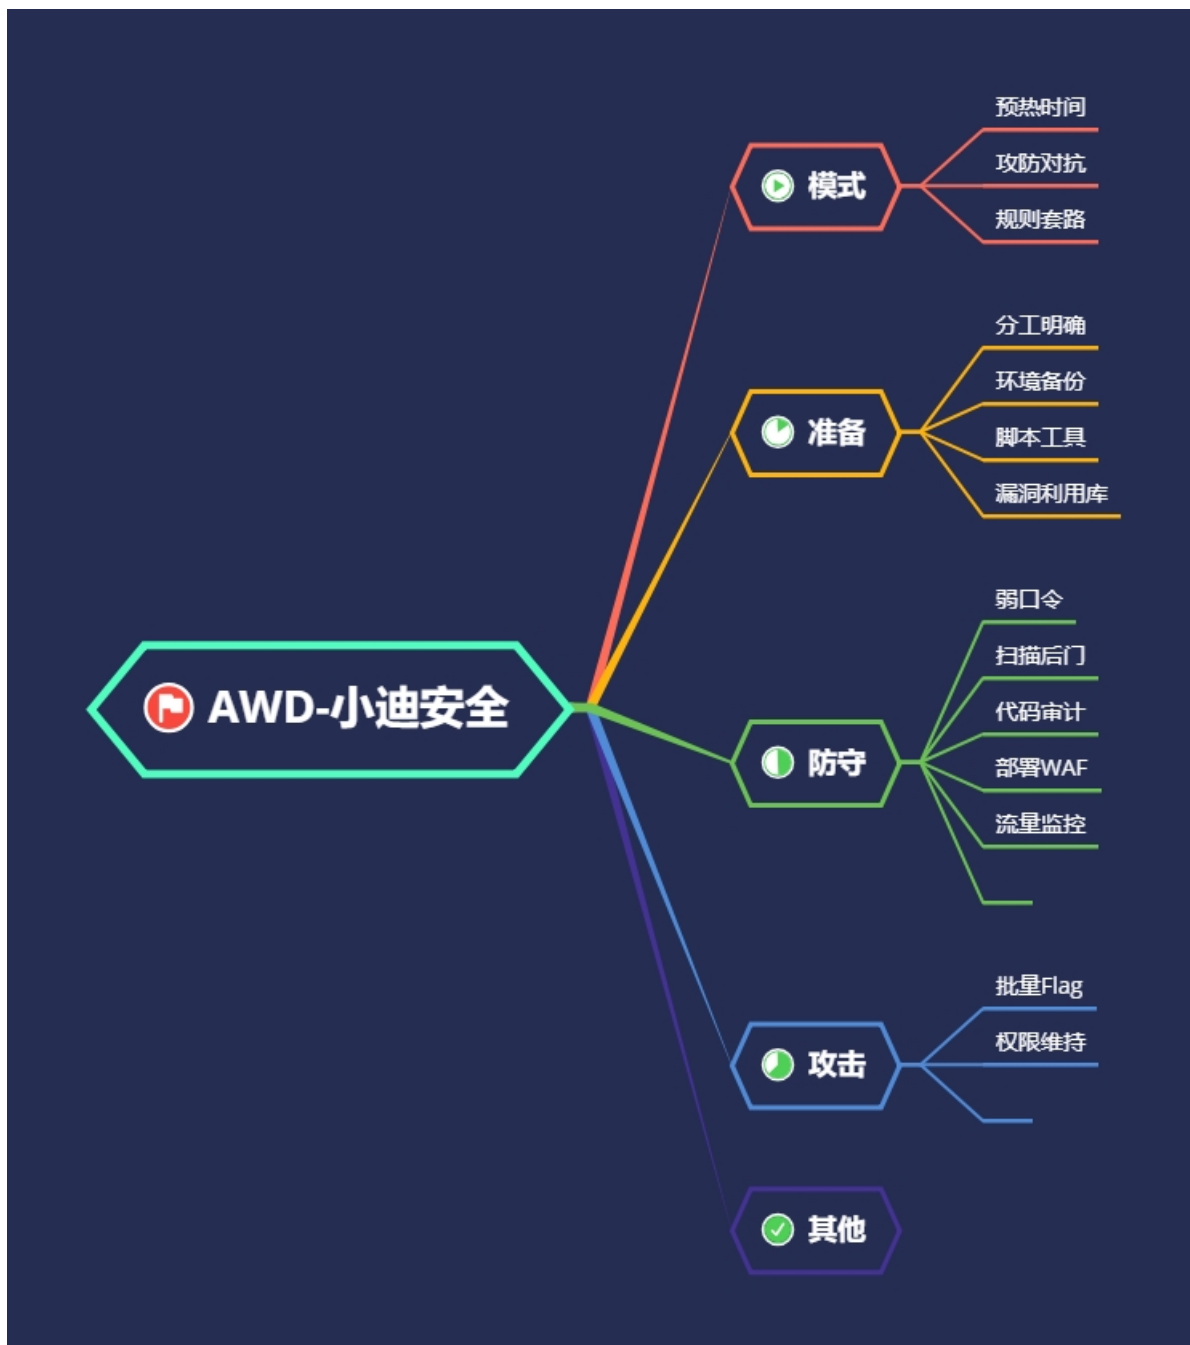 AWD-小迪安全
模式
预热时间
攻防对抗
规则套路
准备
分工明确
环境备份
脚本工具
漏洞利用库
防守
弱口令
扫描后门
代码审计
部署WAF
流量监控
攻击
批量Flag
权限维持
其他